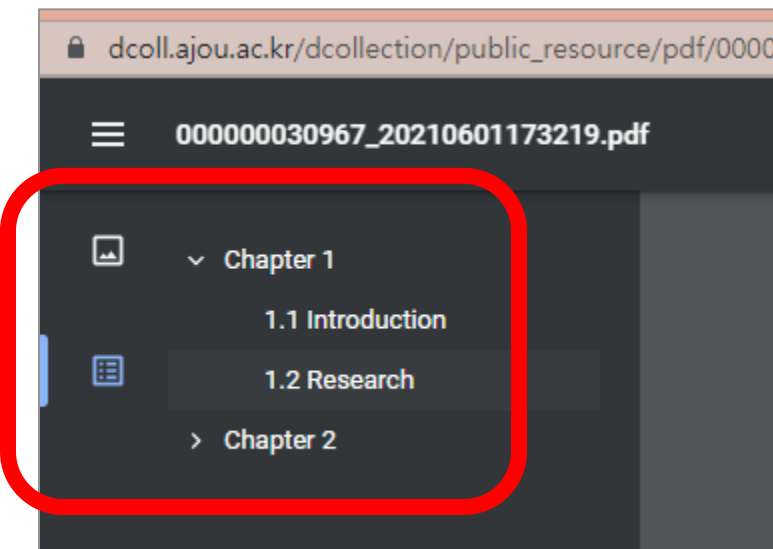 dcoll.ajou.ac.kr/dcollection/public_resource/pdf/0000
000000030967_20210601173219.pdf
Chapter 1
1.1 Introduction
1.2 Research
Chapter 2